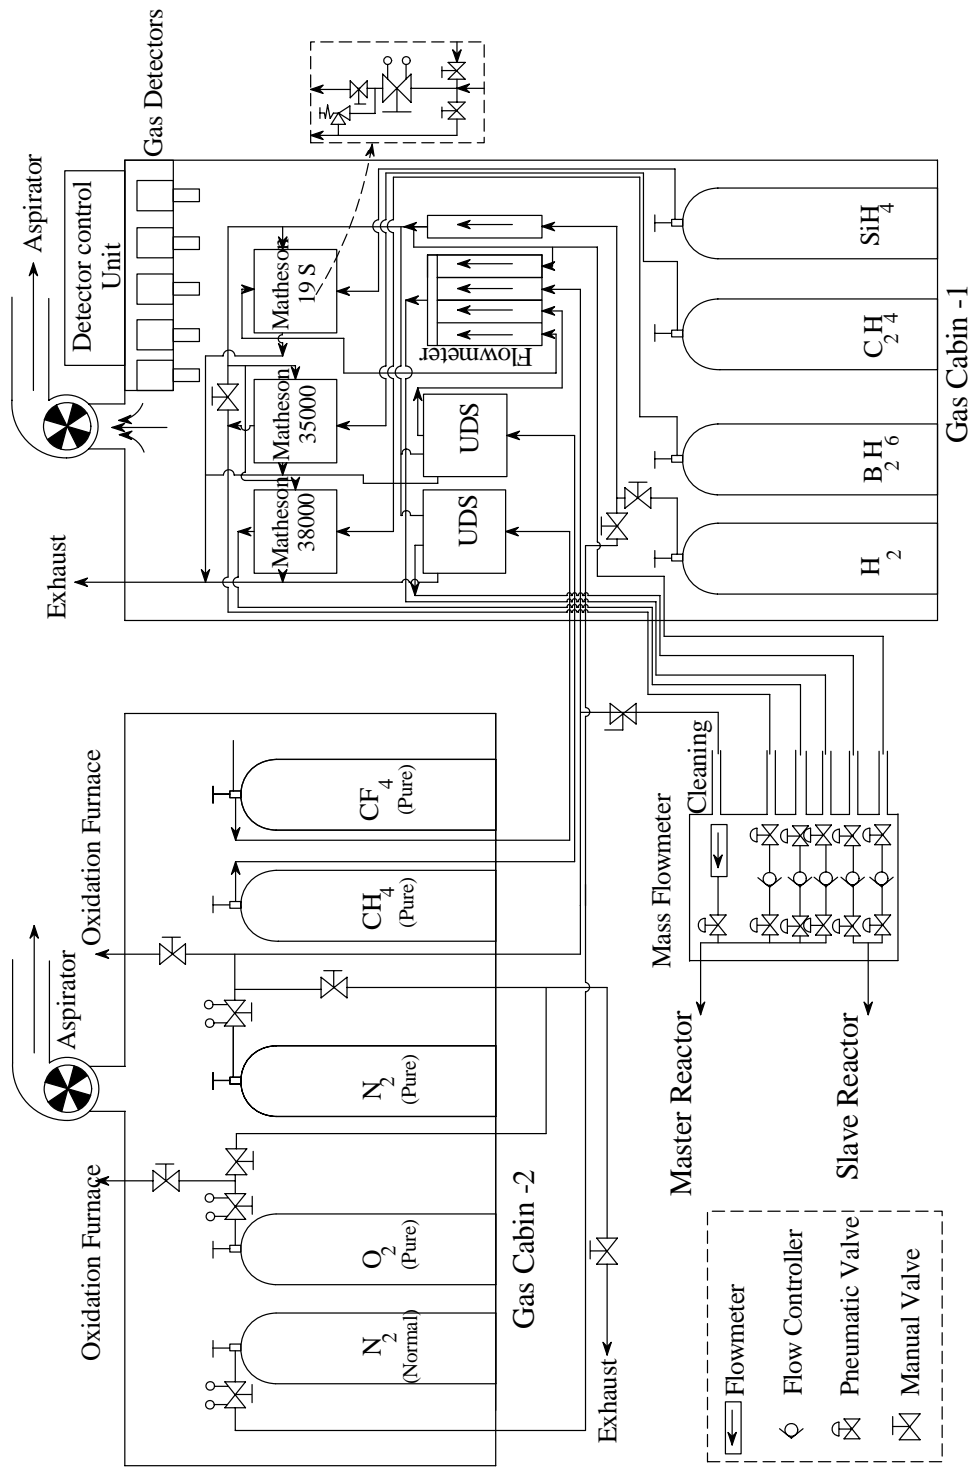 Aspirator
Detector control
Unit
Gas Detectors
Exhaust
Matheson
19 S
Matheson
35000
Matheson
38000
Flowmeter
UDS
UDS
SiH4
C2H4
B2H6
H2
Gas Cabin -1
Oxidation Furnace
Aspirator
Oxidation Furnace
CF4
(Pure)
CH4
(Pure)
N2
(Pure)
O2
(Pure)
N2
(Normal)
Gas Cabin -2
Exhaust
Cleaning
Mass Flowmeter
Master Reactor
Slave Reactor
Flowmeter
Flow Controller
Pneumatic Valve
Manual Valve